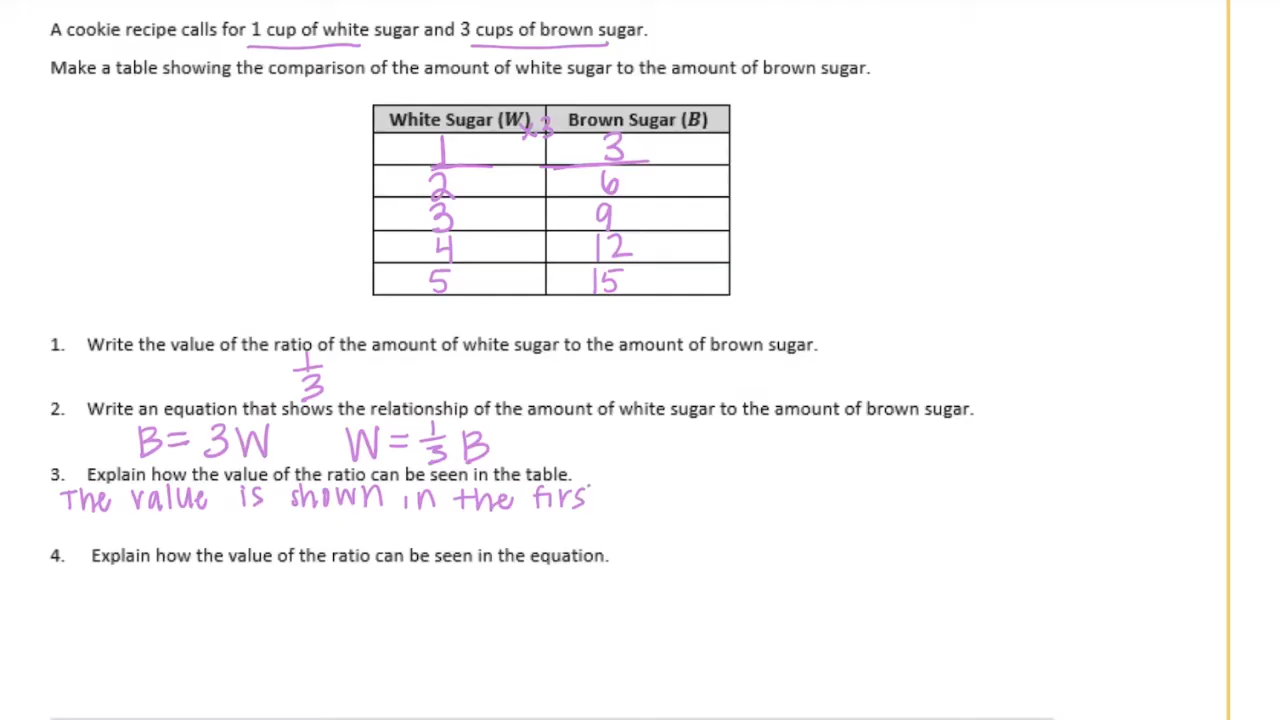 A cookie recipe calls for 1 cup of white sugar and 3 cups of brown sugar.
Make a table showing the comparison of the amount of white sugar to the amount of brown sugar.
White Sugar (W) Brown Sugar (B)
x3
1 3
2 6
3 9
4 12
5 15
1. Write the value of the ratio of the amount of white sugar to the amount of brown sugar.
1/3
2. Write an equation that shows the relationship of the amount of white sugar to the amount of brown sugar.
B = 3W W = 1/3 B
3. Explain how the value of the ratio can be seen in the table.
The value is shown in the firs
4. Explain how the value of the ratio can be seen in the equation.